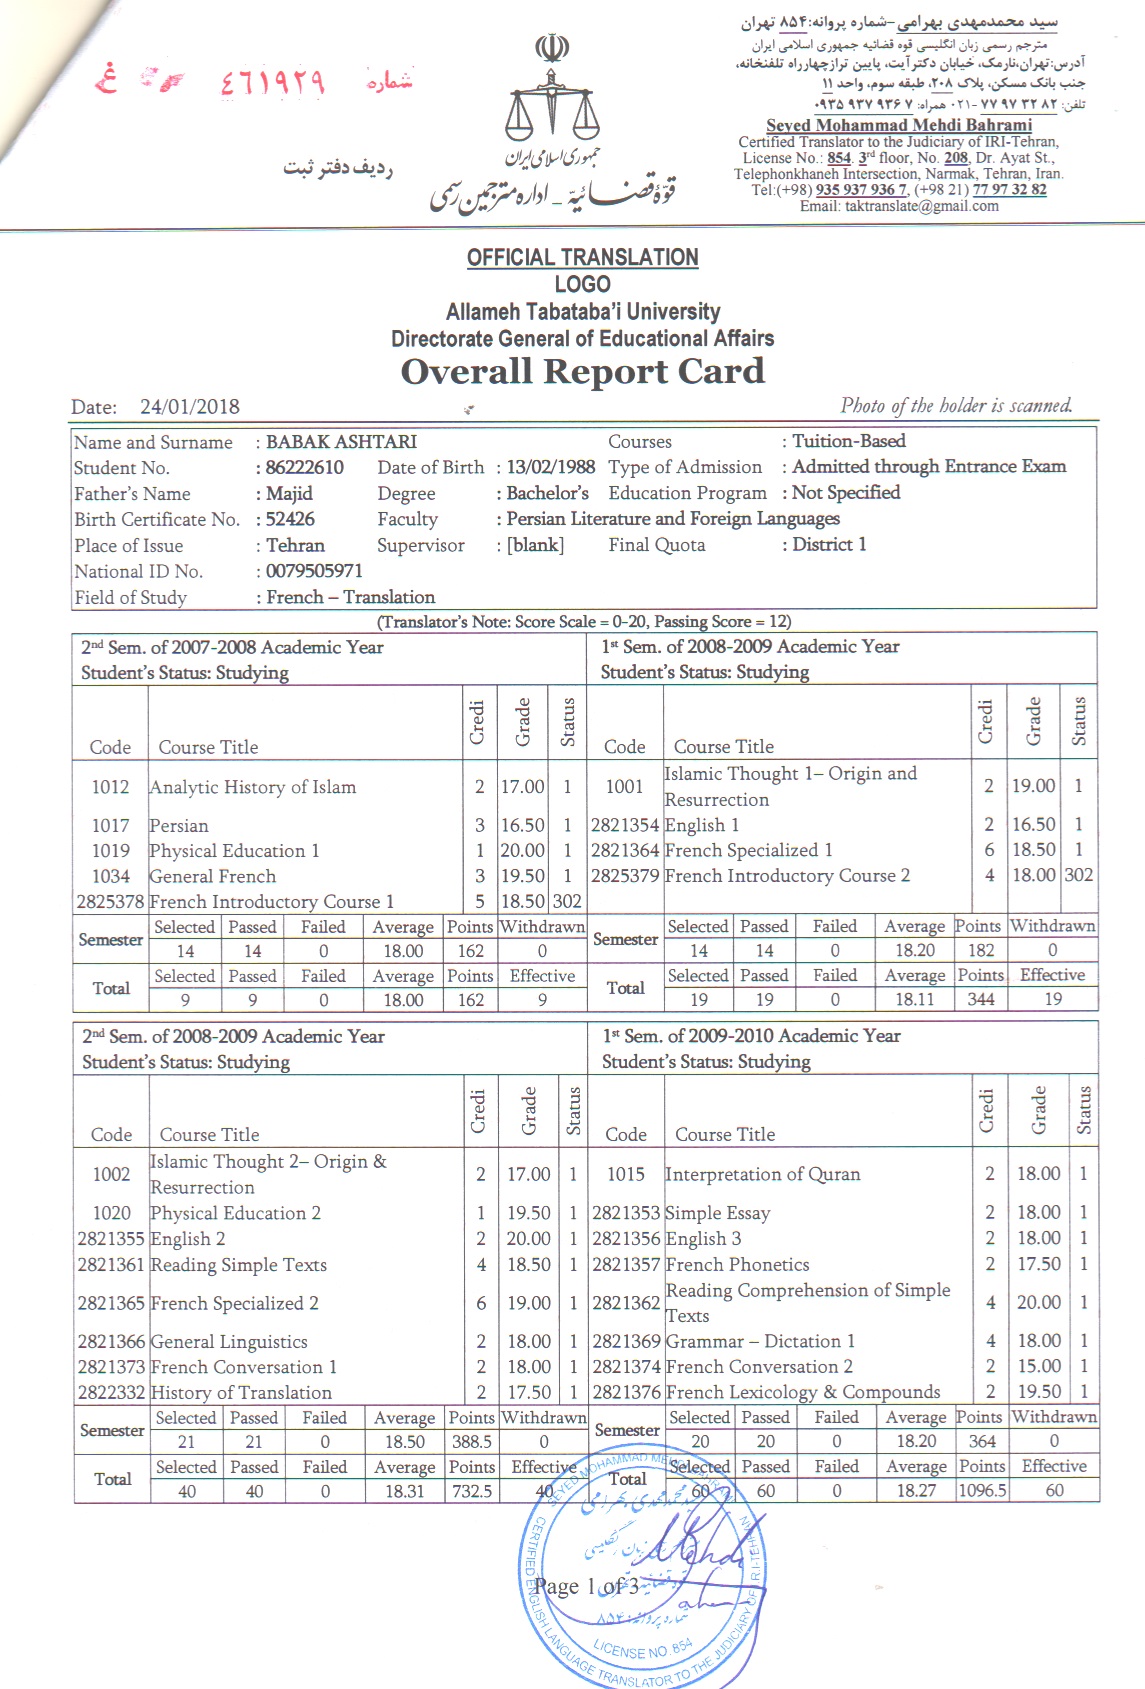 سید محمدمهدی بهرامی–شماره پروانه:۸۵۴ تهران
مترجم رسمی زبان انگلیسی قوه قضائیه جمهوری اسلامی ایران
آدرس:تهران،نارمک، خیابان دکترآیت، پایین ترازچهارراه تلفنخانه،
جنب بانک مسکن، پلاک ۲۰۸، طبقه سوم، واحد ۱۱
تلفن: ۸۲ ۳۲ ۹۷ ۷۷ -۰۲۱ همراه: ۷ ۹۳۶ ۹۳۷ ۰۹۳۵
Seyed Mohammad Mehdi Bahrami
Certified Translator to the Judiciary of IRI-Tehran,
License No.: 854. 3rd floor, No. 208, Dr. Ayat St.,
Telephonkhaneh Intersection, Narmak, Tehran, Iran.
Tel:(+98) 935 937 936 7, (+98 21) 77 97 32 82
Email: taktranslate@gmail.com
جمهوری اسلامی ایران
قوّۀ قضائیّه – اداره مترجمین رسمی
شماره ٤٦١٩٢٩ غ
ردیف دفتر ثبت
OFFICIAL TRANSLATION
LOGO
Allameh Tabataba'i University
Directorate General of Educational Affairs
Overall Report Card
Date: 24/01/2018 Photo of the holder is scanned.
Name and Surname : BABAK ASHTARI Courses : Tuition-Based
Student No. : 86222610 Date of Birth : 13/02/1988 Type of Admission : Admitted through Entrance Exam
Father's Name : Majid Degree : Bachelor's Education Program : Not Specified
Birth Certificate No. : 52426 Faculty : Persian Literature and Foreign Languages
Place of Issue : Tehran Supervisor : [blank] Final Quota : District 1
National ID No. : 0079505971
Field of Study : French – Translation
(Translator's Note: Score Scale = 0-20, Passing Score = 12)
2nd Sem. of 2007-2008 Academic Year
Student's Status: Studying
Code Course Title Credi Grade Status
1012 Analytic History of Islam 2 17.00 1
1017 Persian 3 16.50 1
1019 Physical Education 1 1 20.00 1
1034 General French 3 19.50 1
2825378 French Introductory Course 1 5 18.50 302
Semester Selected Passed Failed Average Points Withdrawn
14 14 0 18.00 162 0
Total Selected Passed Failed Average Points Effective
9 9 0 18.00 162 9
1st Sem. of 2008-2009 Academic Year
Student's Status: Studying
Code Course Title Credi Grade Status
1001 Islamic Thought 1– Origin and
Resurrection 2 19.00 1
2821354 English 1 2 16.50 1
2821364 French Specialized 1 6 18.50 1
2825379 French Introductory Course 2 4 18.00 302
Semester Selected Passed Failed Average Points Withdrawn
14 14 0 18.20 182 0
Total Selected Passed Failed Average Points Effective
19 19 0 18.11 344 19
2nd Sem. of 2008-2009 Academic Year
Student's Status: Studying
Code Course Title Credi Grade Status
1002 Islamic Thought 2– Origin &
Resurrection 2 17.00 1
1020 Physical Education 2 1 19.50 1
2821355 English 2 2 20.00 1
2821361 Reading Simple Texts 4 18.50 1
2821365 French Specialized 2 6 19.00 1
2821366 General Linguistics 2 18.00 1
2821373 French Conversation 1 2 18.00 1
2822332 History of Translation 2 17.50 1
Semester Selected Passed Failed Average Points Withdrawn
21 21 0 18.50 388.5 0
Total Selected Passed Failed Average Points Effective
40 40 0 18.31 732.5 40
1st Sem. of 2009-2010 Academic Year
Student's Status: Studying
Code Course Title Credi Grade Status
1015 Interpretation of Quran 2 18.00 1
2821353 Simple Essay 2 18.00 1
2821356 English 3 2 18.00 1
2821357 French Phonetics 2 17.50 1
2821362 Reading Comprehension of Simple
Texts 4 20.00 1
2821369 Grammar – Dictation 1 4 18.00 1
2821374 French Conversation 2 2 15.00 1
2821376 French Lexicology & Compounds 2 19.50 1
Semester Selected Passed Failed Average Points Withdrawn
20 20 0 18.20 364 0
Total Selected Passed Failed Average Points Effective
60 60 0 18.27 1096.5 60
SEYED MOHAMMAD MEHDI BAHRAMI
CERTIFIED ENGLISH LANGUAGE TRANSLATOR TO THE JUDICIARY OF I.R.I-TEHRAN
سید محمد مهدی بهرامی
شماره پروانه: ۸۵۴
LICENSE NO. 854
Page 1 of 3